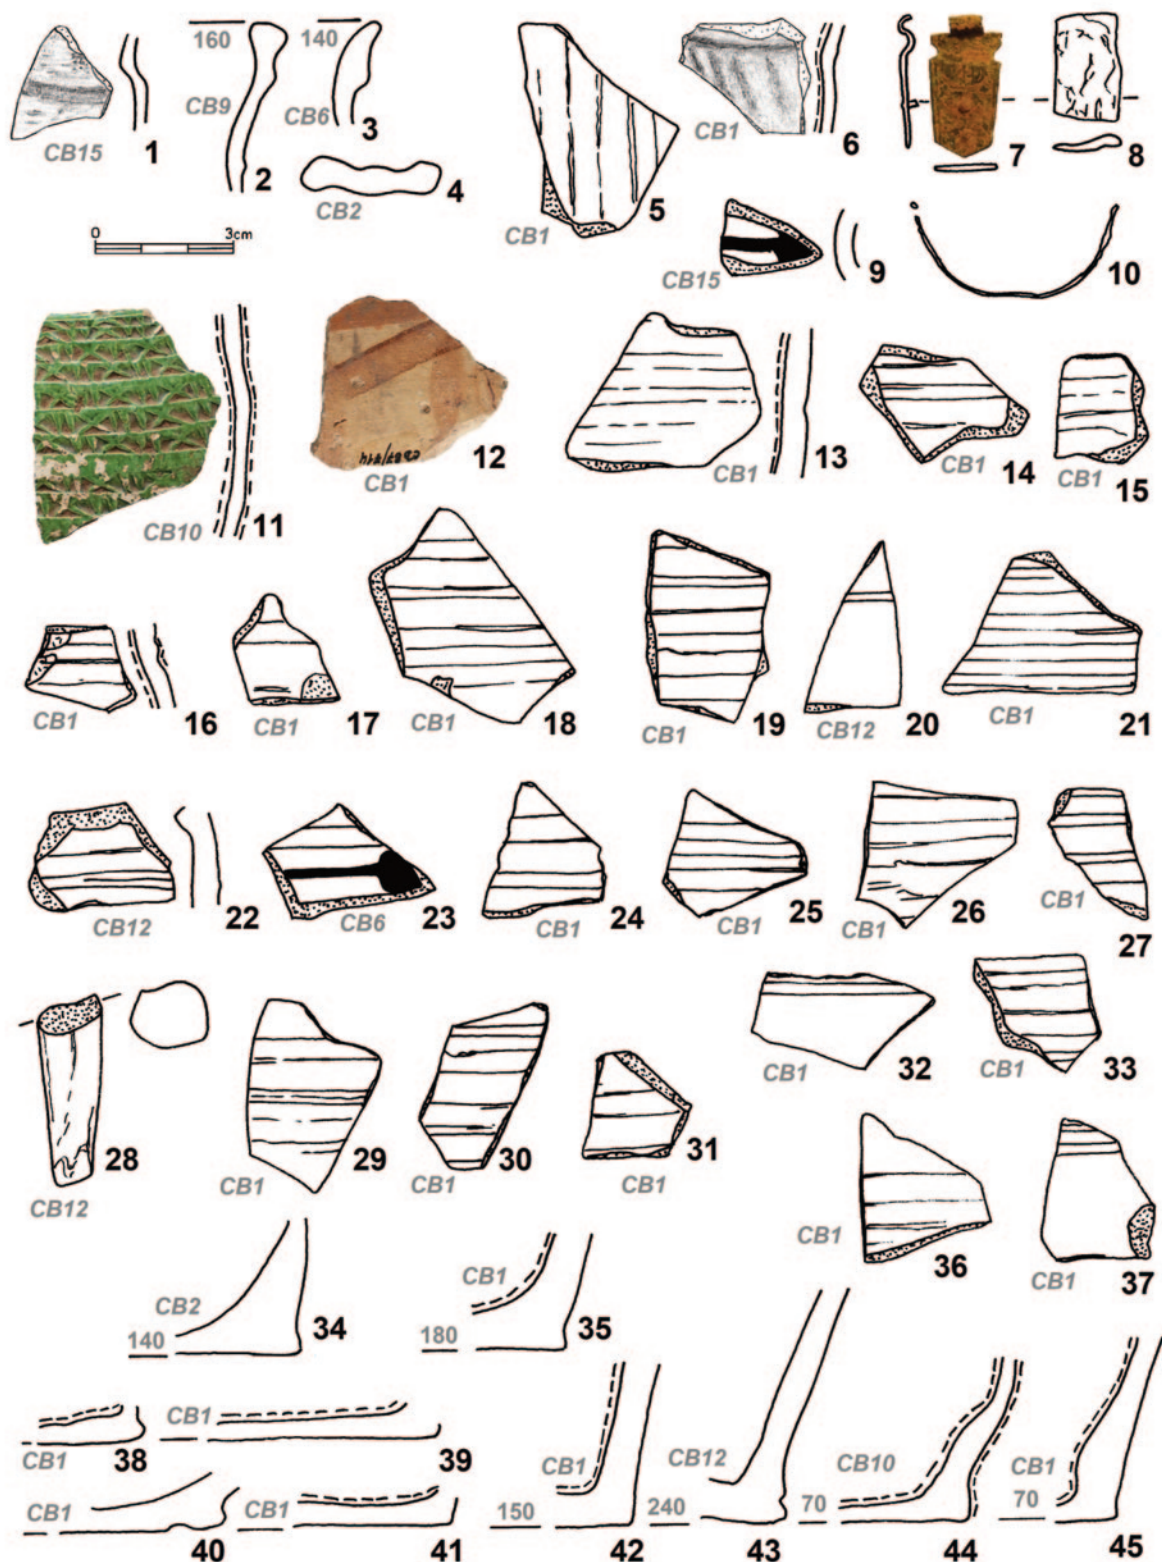 160 140
CB15 1 CB9 2 CB6 3 CB2 4 CB1 5 CB1 6 7 8
0 3cm
CB15 9 10
CB10 11 CB1 12 CB1 13 CB1 14 CB1 15
CB1 16 CB1 17 CB1 18 CB1 19 CB12 20 CB1 21
CB12 22 CB6 23 CB1 24 CB1 25 CB1 26 CB1 27
CB12 28 CB1 29 CB1 30 CB1 31 CB1 32 CB1 33
CB2 140 34 CB1 180 35 CB1 36 CB1 37
CB1 38 CB1 39
CB1 40 CB1 41 CB1 150 42 CB12 240 43 CB10 70 44 CB1 70 45